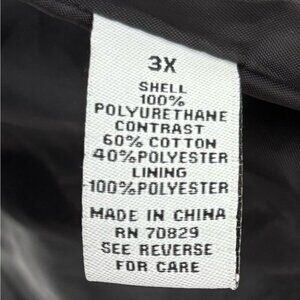 3X
SHELL
100%
POLYURETHANE
CONTRAST
60% COTTON
40%POLYESTER
LINING
100%POLYESTER
MADE IN CHINA
RN 70829
SEE REVERSE
FOR CARE